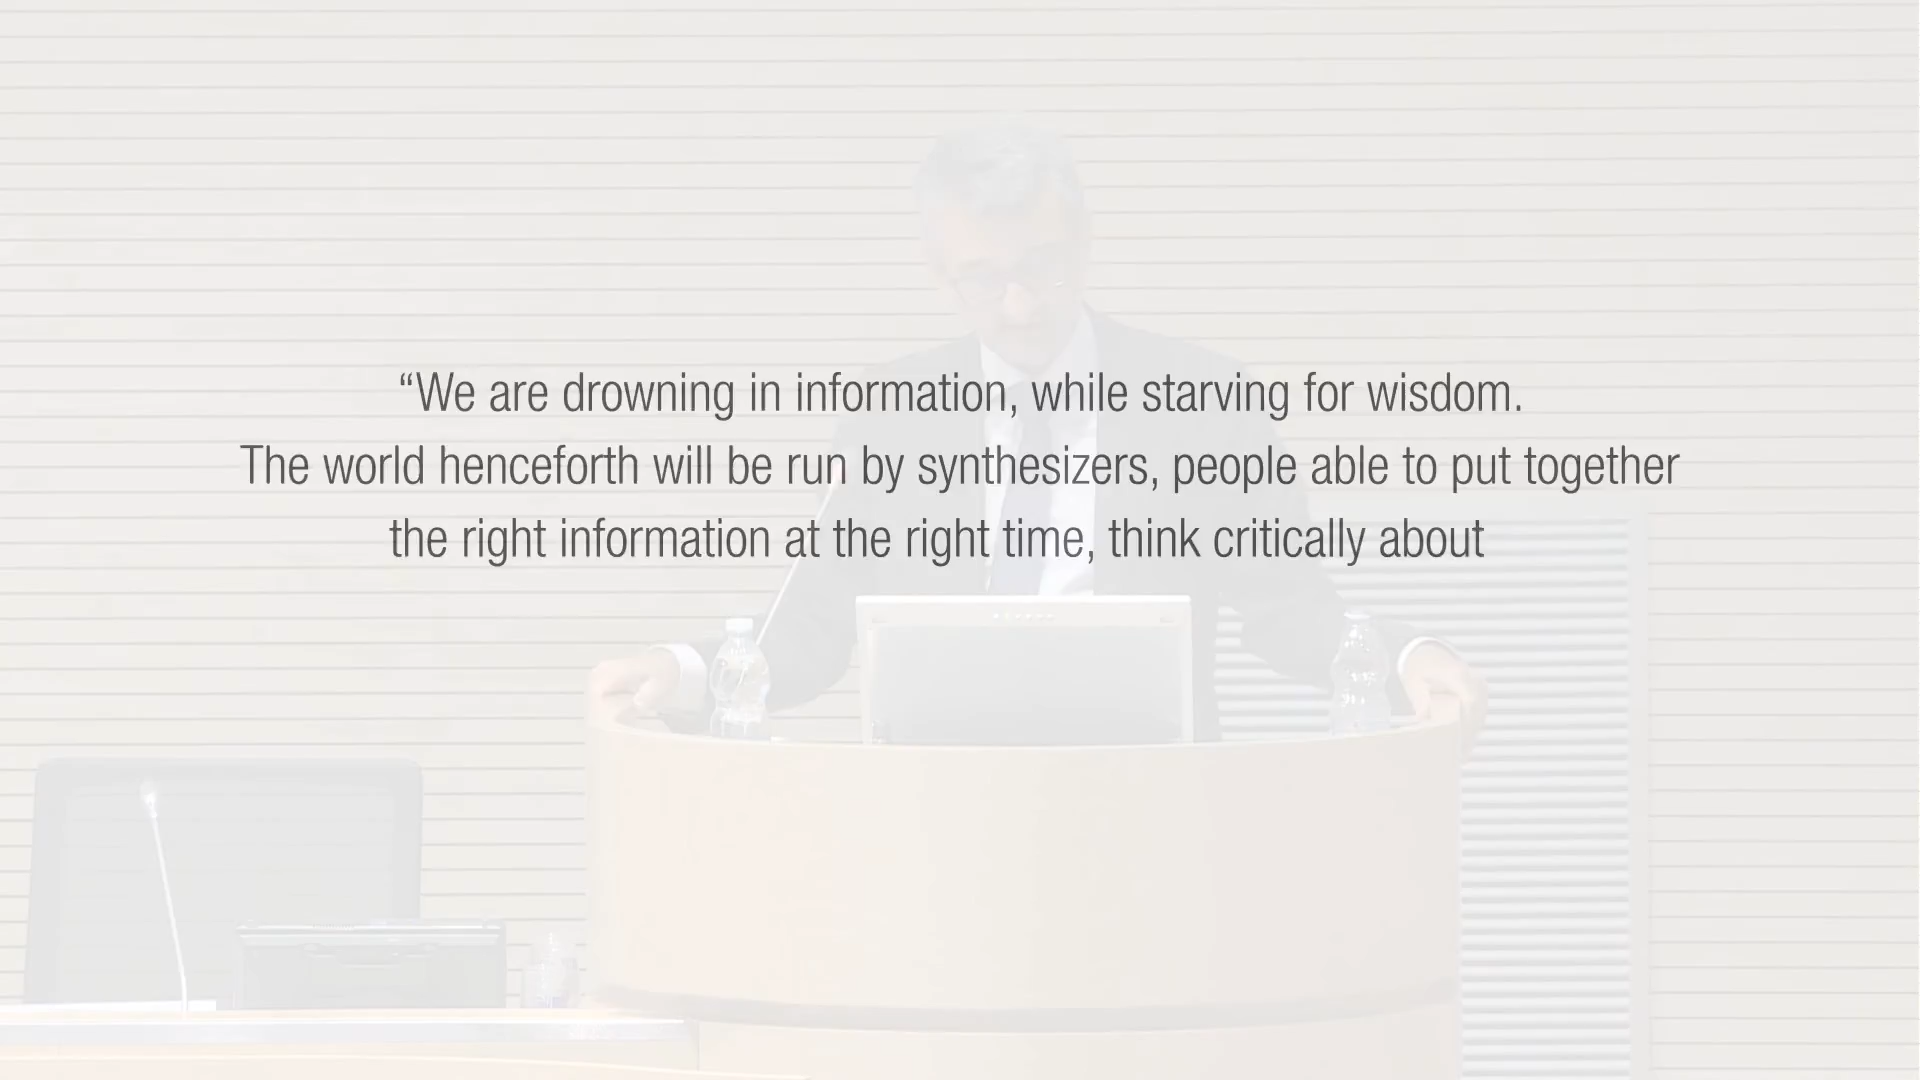 “We are drowning in information, while starving for wisdom.
The world henceforth will be run by synthesizers, people able to put together
the right information at the right time, think critically about